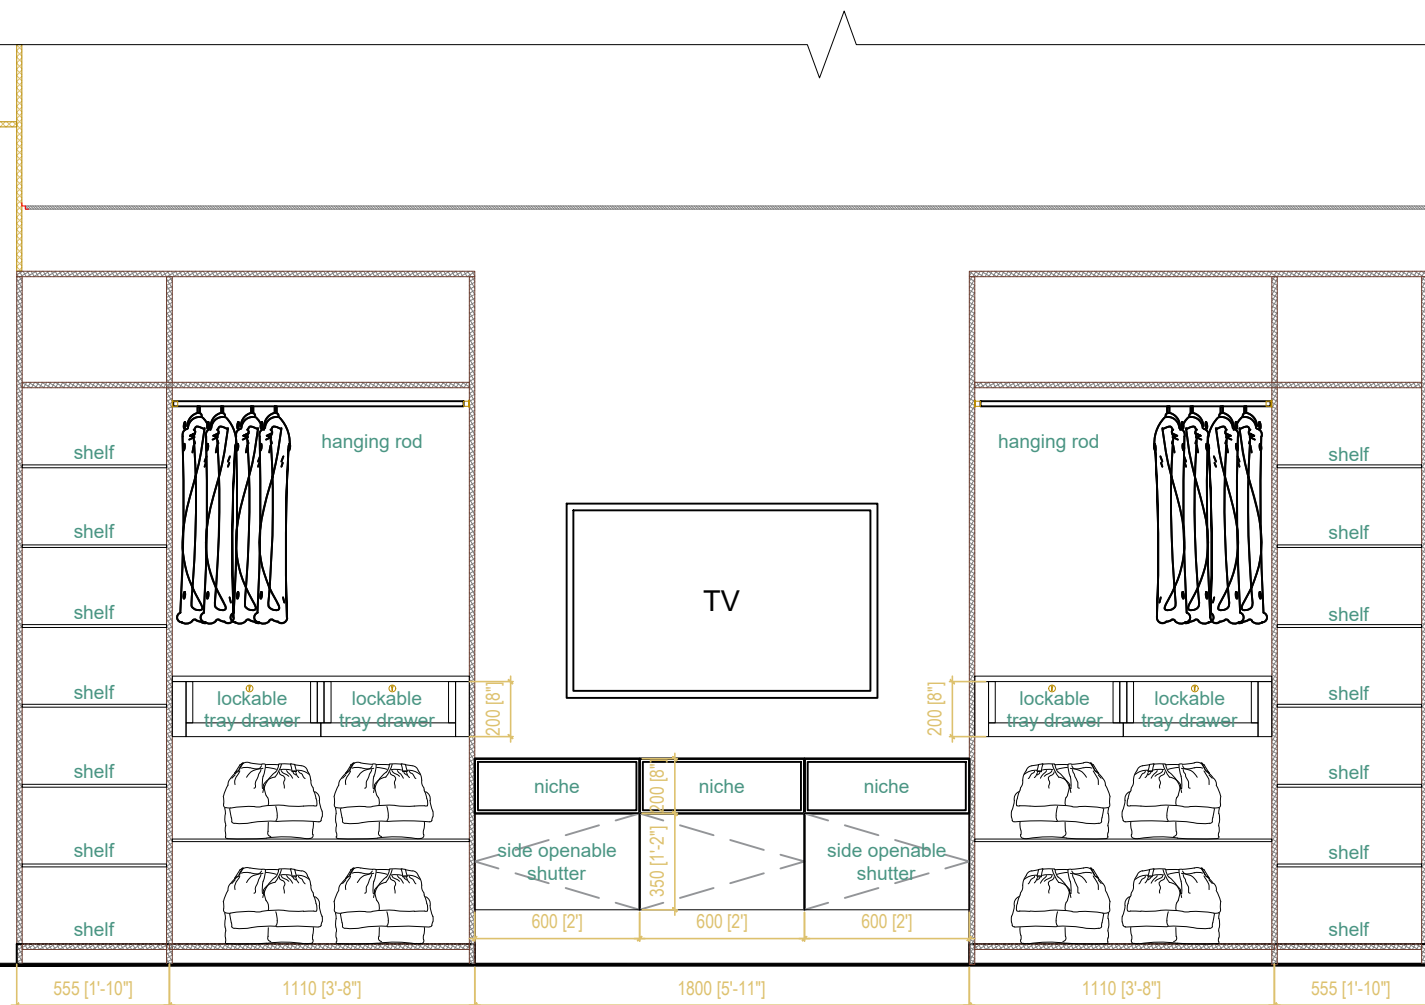 hanging rod
hanging rod
shelf
shelf
shelf
shelf
shelf
shelf
TV
shelf
shelf
lockable
tray drawer
lockable
tray drawer
200 [8"]
200 [8"]
lockable
tray drawer
lockable
tray drawer
shelf
shelf
shelf
shelf
niche
200 [8"
niche
niche
side openable
shutter
350 [1'-2"]
side openable
shutter
shelf
shelf
600 [2']
600 [2']
600 [2']
shelf
shelf
555 [1'-10"]
1110 [3'-8"]
1800 [5'-11"]
1110 [3'-8"]
555 [1'-10"]